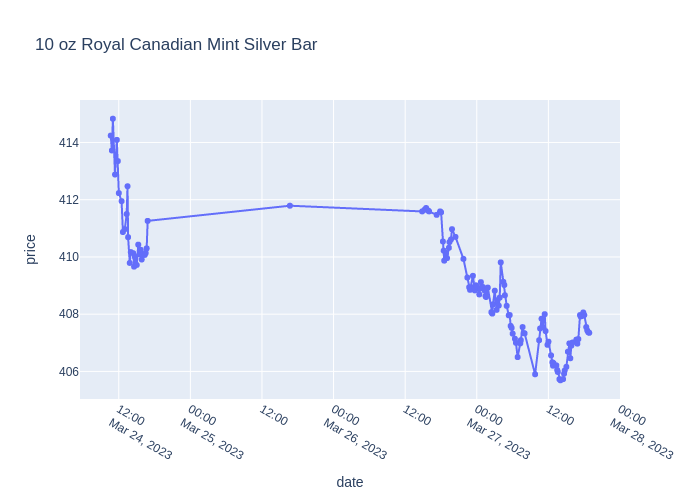 10 oz Royal Canadian Mint Silver Bar
price
414
412
410
408
406
12:00
Mar 24, 2023
00:00
Mar 25, 2023
12:00
00:00
Mar 26, 2023
12:00
00:00
Mar 27, 2023
12:00
00:00
Mar 28, 2023
date